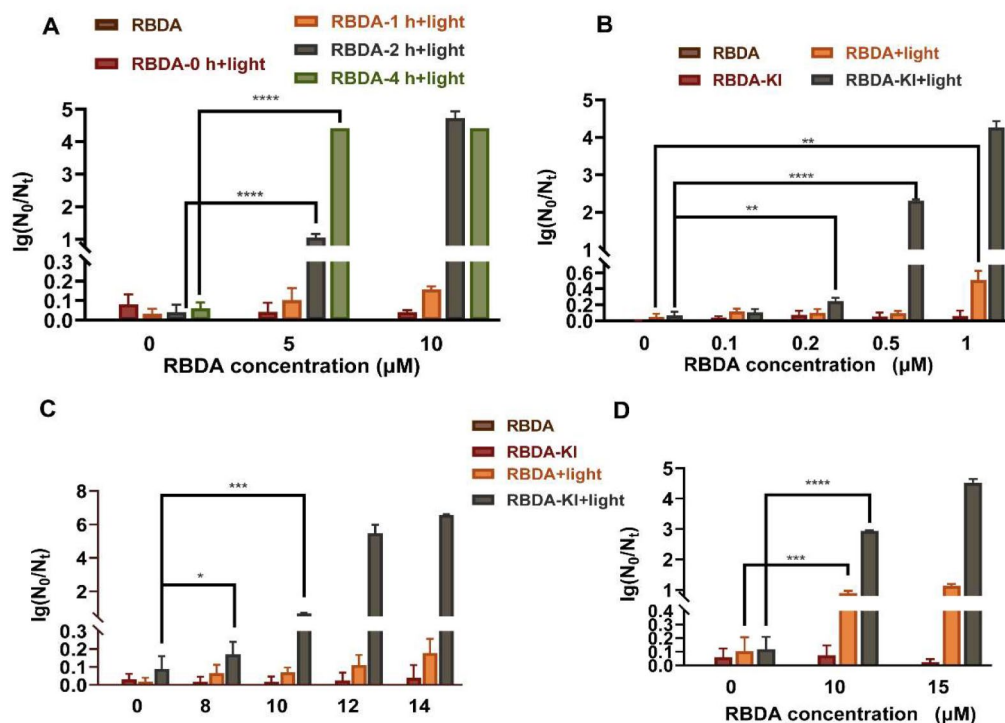 A
RBDA
RBDA-0 h+light
RBDA-1 h+light
RBDA-2 h+light
RBDA-4 h+light
lg(N0/Nt)
5
4
3
2
1
0.3
0.2
0.1
0.0
****
****
0 5 10
RBDA concentration (μM)
B
RBDA
RBDA-KI
RBDA+light
RBDA-KI+light
lg(N0/Nt)
5
4
3
2
1
0.6
0.4
0.2
0.0
**
****
**
0 0.1 0.2 0.5 1
RBDA concentration (μM)
C
RBDA
RBDA-KI
RBDA+light
RBDA-KI+light
lg(N0/Nt)
8
6
4
2
0.3
0.2
0.1
0.0
***
*
0 8 10 12 14
D
lg(N0/Nt)
5
4
3
2
1
0.4
0.3
0.2
0.1
0.0
****
***
0 10 15
RBDA concentration (μM)